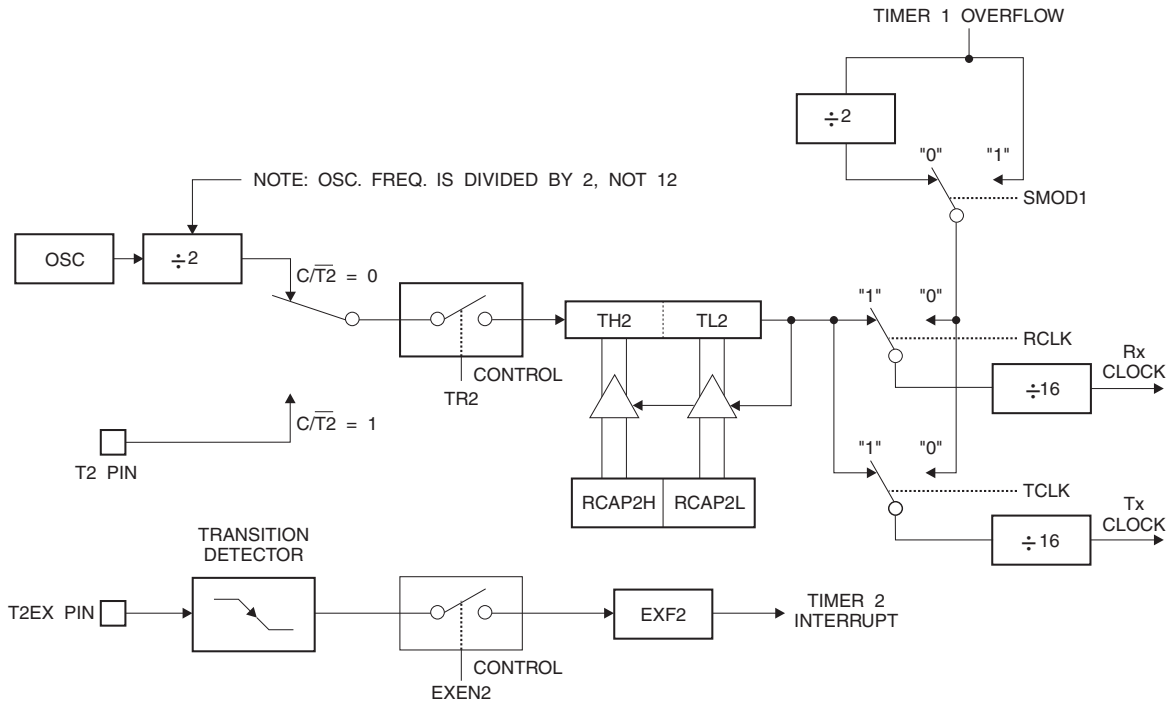 TIMER 1 OVERFLOW
÷2
"0" "1"
NOTE: OSC. FREQ. IS DIVIDED BY 2, NOT 12
SMOD1
OSC
÷2
C/T2̅ = 0
TH2 TL2
"1" "0"
RCLK
Rx
CLOCK
CONTROL
TR2
÷16
C/T2̅ = 1
"1" "0"
T2 PIN
RCAP2H RCAP2L
TCLK
Tx
CLOCK
TRANSITION
DETECTOR
÷16
T2EX PIN
EXF2
TIMER 2
INTERRUPT
CONTROL
EXEN2